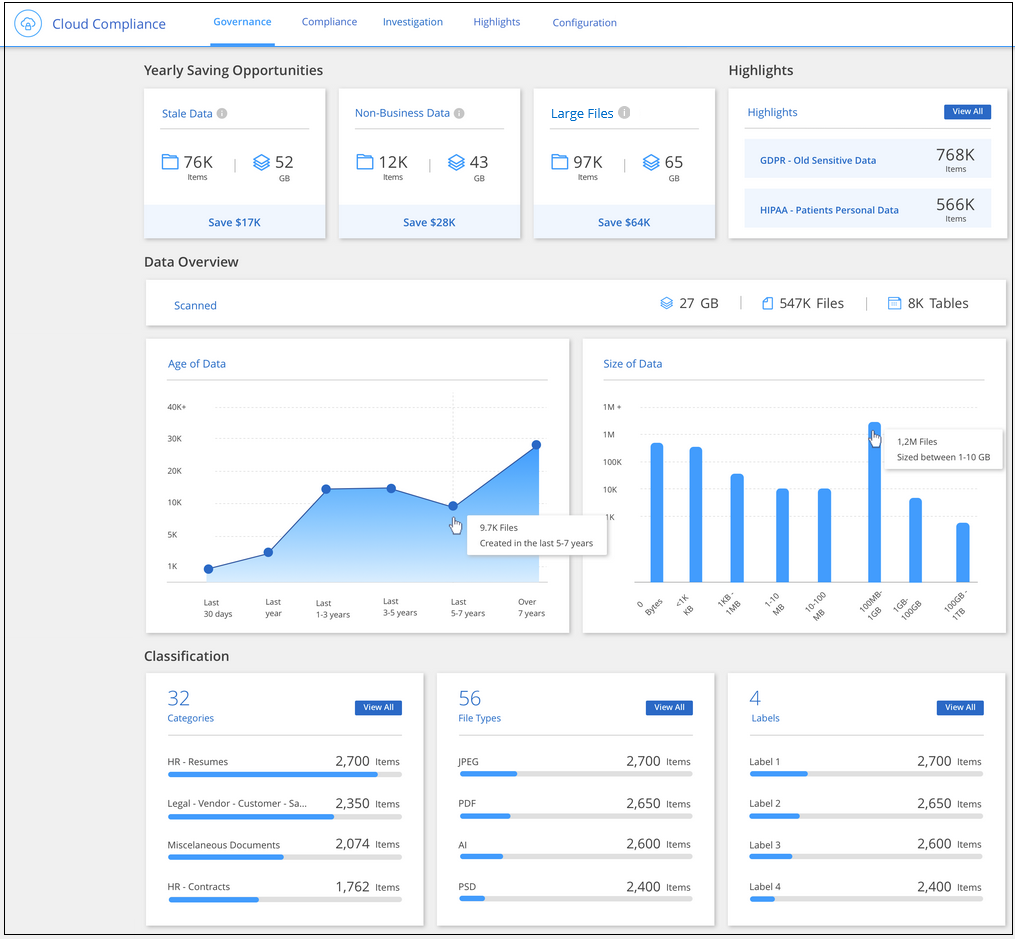 Cloud Compliance
Governance
Compliance
Investigation
Highlights
Configuration
Yearly Saving Opportunities
Highlights
Stale Data
76K
Items
52
GB
Save $17K
Non-Business Data
12K
Items
43
GB
Save $28K
Large Files
97K
Items
65
GB
Save $64K
Highlights
View All
GDPR - Old Sensitive Data
768K
Items
HIPAA - Patients Personal Data
566K
Items
Data Overview
Scanned
27 GB
547K Files
8K Tables
Age of Data
40K+
30K
20K
10K
5K
1K
9.7K Files
Created in the last 5-7 years
Last
30 days
Last
year
Last
1-3 years
Last
3-5 years
Last
5-7 years
Over
7 years
Size of Data
1M +
1M
100K
10K
1K
1,2M Files
Sized between 1-10 GB
0
Bytes
<1K
KB
1KB -
1MB
1-10
MB
10-100
MB
100MB-
1GB
1GB-
100GB
100GB -
1TB
Classification
32
Categories
View All
HR - Resumes
2,700 Items
Legal - Vendor - Customer - Sa...
2,350 Items
Miscelaneous Documents
2,074 Items
HR - Contracts
1,762 Items
56
File Types
View All
JPEG
2,700 Items
PDF
2,650 Items
AI
2,600 Items
PSD
2,400 Items
4
Labels
View All
Label 1
2,700 Items
Label 2
2,650 Items
Label 3
2,600 Items
Label 4
2,400 Items